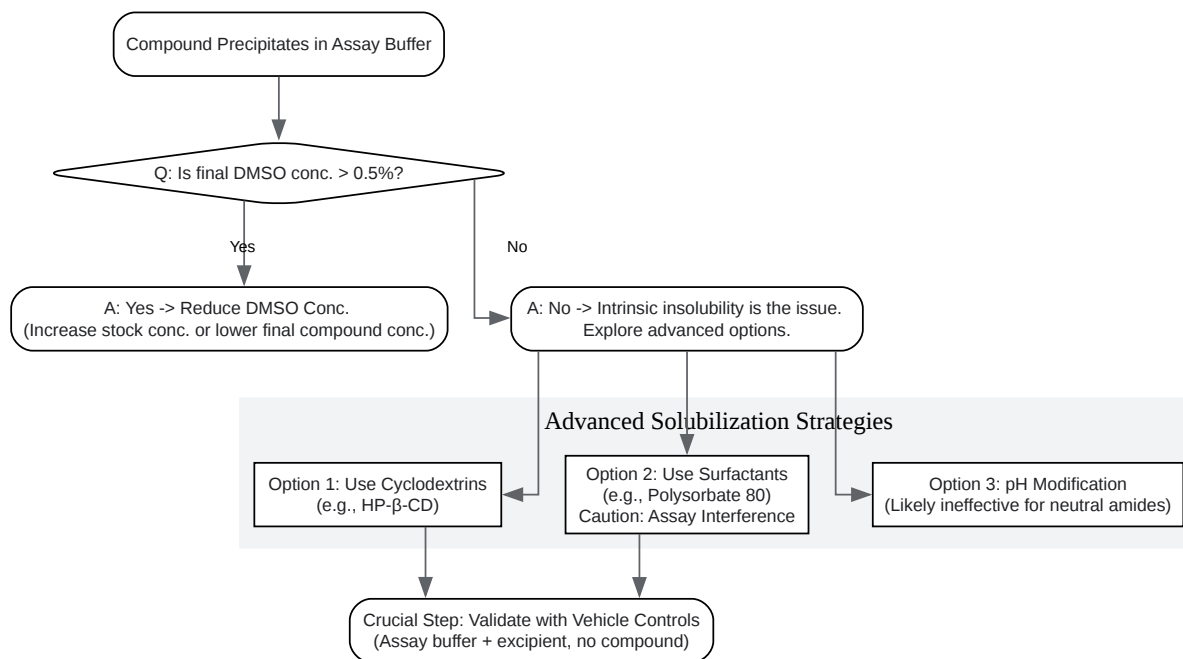 Compound Precipitates in Assay Buffer
Q: Is final DMSO conc. > 0.5%?
Yes
No
A: Yes -> Reduce DMSO Conc.
(Increase stock conc. or lower final compound conc.)
A: No -> Intrinsic insolubility is the issue.
Explore advanced options.
Advanced Solubilization Strategies
Option 1: Use Cyclodextrins
(e.g., HP-β-CD)
Option 2: Use Surfactants
(e.g., Polysorbate 80)
Caution: Assay Interference
Option 3: pH Modification
(Likely ineffective for neutral amides)
Crucial Step: Validate with Vehicle Controls
(Assay buffer + excipient, no compound)